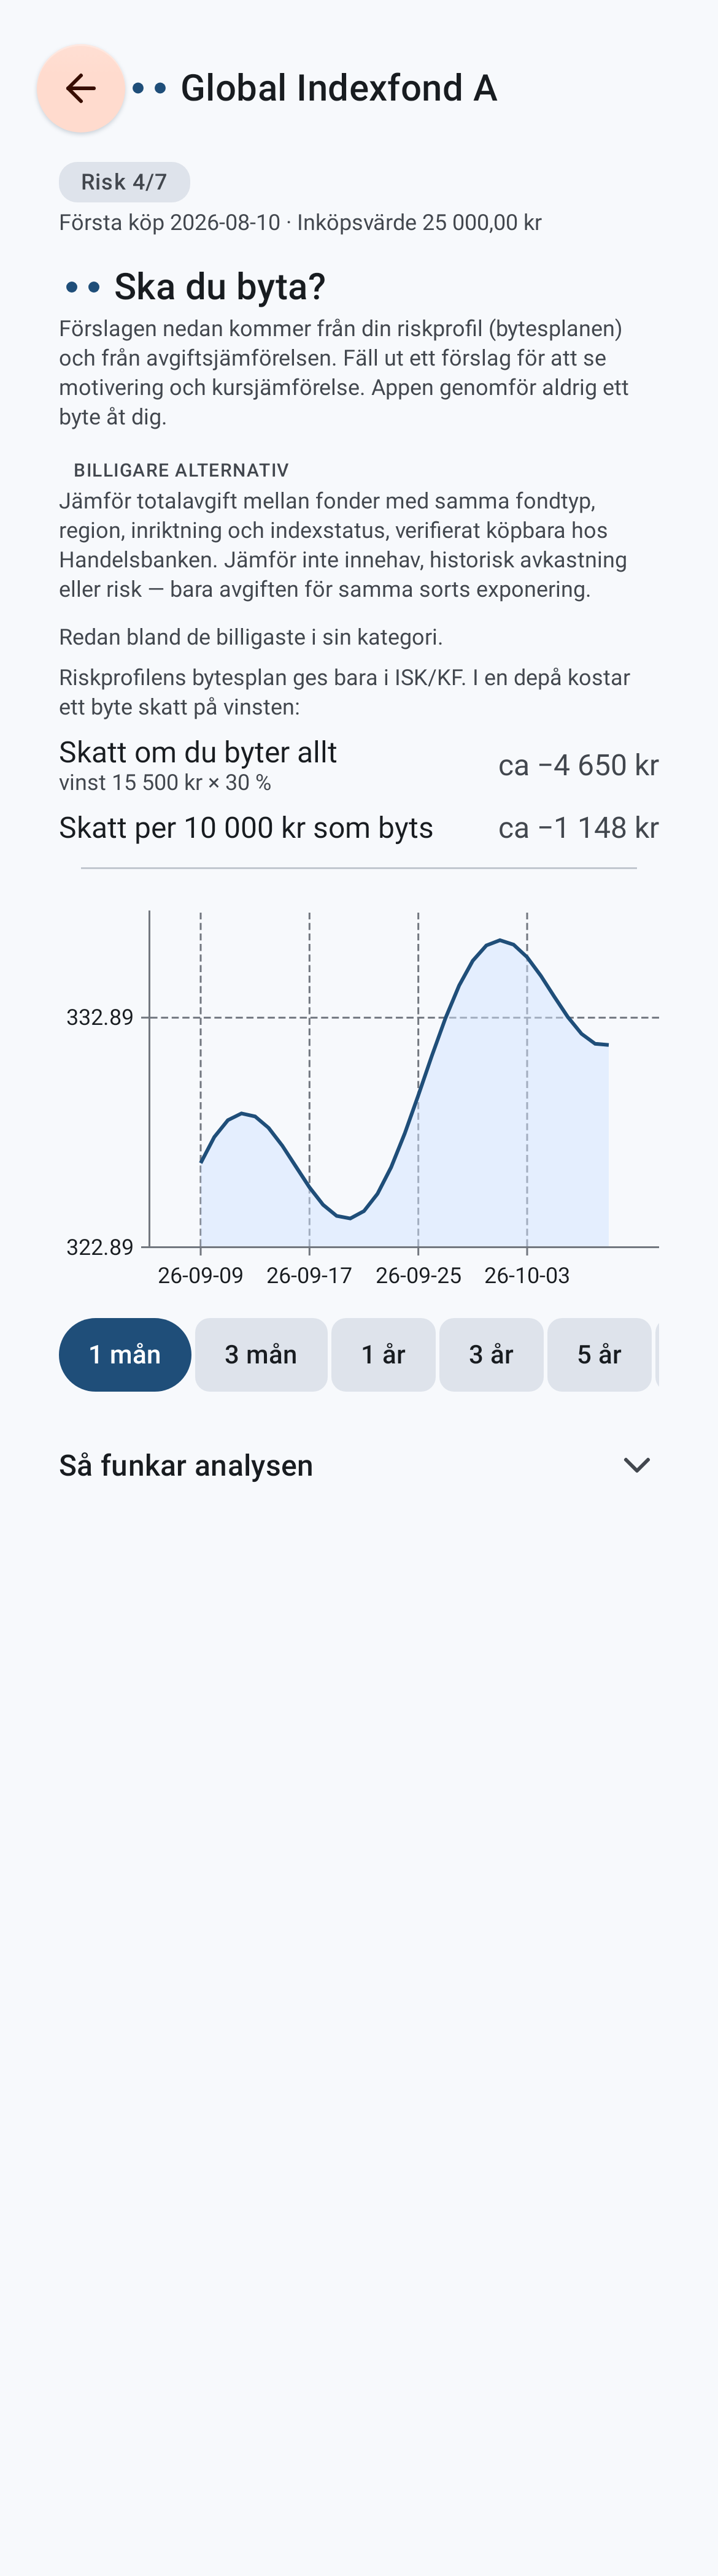 Global Indexfond A
Risk 4/7
Första köp 2026-08-10 · Inköpsvärde 25 000,00 kr
Ska du byta?
Förslagen nedan kommer från din riskprofil (bytesplanen)
och från avgiftsjämförelsen. Fäll ut ett förslag för att se
motivering och kursjämförelse. Appen genomför aldrig ett
byte åt dig.
BILLIGARE ALTERNATIV
Jämför totalavgift mellan fonder med samma fondtyp,
region, inriktning och indexstatus, verifierat köpbara hos
Handelsbanken. Jämför inte innehav, historisk avkastning
eller risk — bara avgiften för samma sorts exponering.
Redan bland de billigaste i sin kategori.
Riskprofilens bytesplan ges bara i ISK/KF. I en depå kostar
ett byte skatt på vinsten:
Skatt om du byter allt
vinst 15 500 kr × 30 %
ca −4 650 kr
Skatt per 10 000 kr som byts
ca −1 148 kr
332.89
322.89
26-09-09 26-09-17 26-09-25 26-10-03
1 mån 3 mån 1 år 3 år 5 år
Så funkar analysen